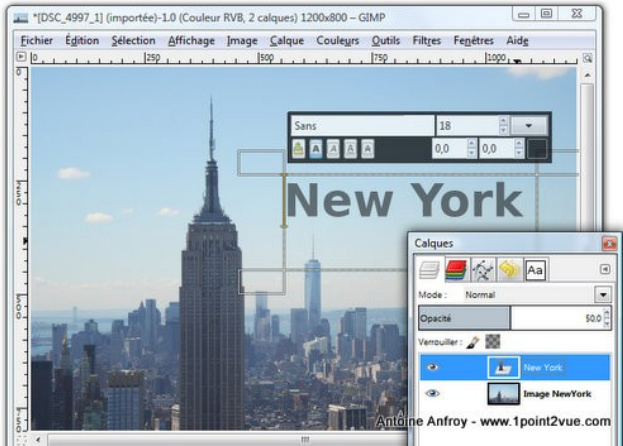 *[DSC_4997_1] (importée)-1.0 (Couleur RVB, 2 calques) 1200x800 – GIMP
Fichier Édition Sélection Affichage Image Calque Couleurs Outils Filtres Fenêtres Aide
0 250 500 750 1000
Sans 18
A A A A 0,0 0,0
New York
Calques
Aa
Mode : Normal
Opacité 50.0
Verrouiller :
New York
Image NewYork
Antoine Anfroy - www.1point2vue.com